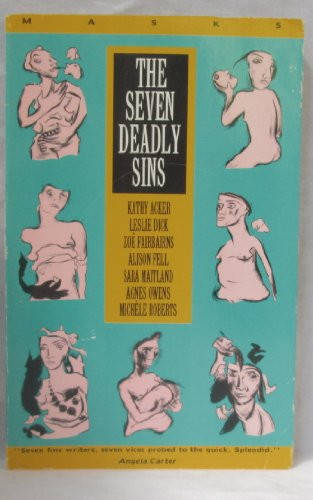 MASKS
THE
SEVEN
DEADLY
SINS
KATHY ACKER
LESLIE DICK
ZOË FAIRBAIRNS
ALISON FELL
SARA MAITLAND
AGNES OWENS
MICHÈLE ROBERTS
"Seven fine writers, seven vices probed to the quick. Splendid."
Angela Carter